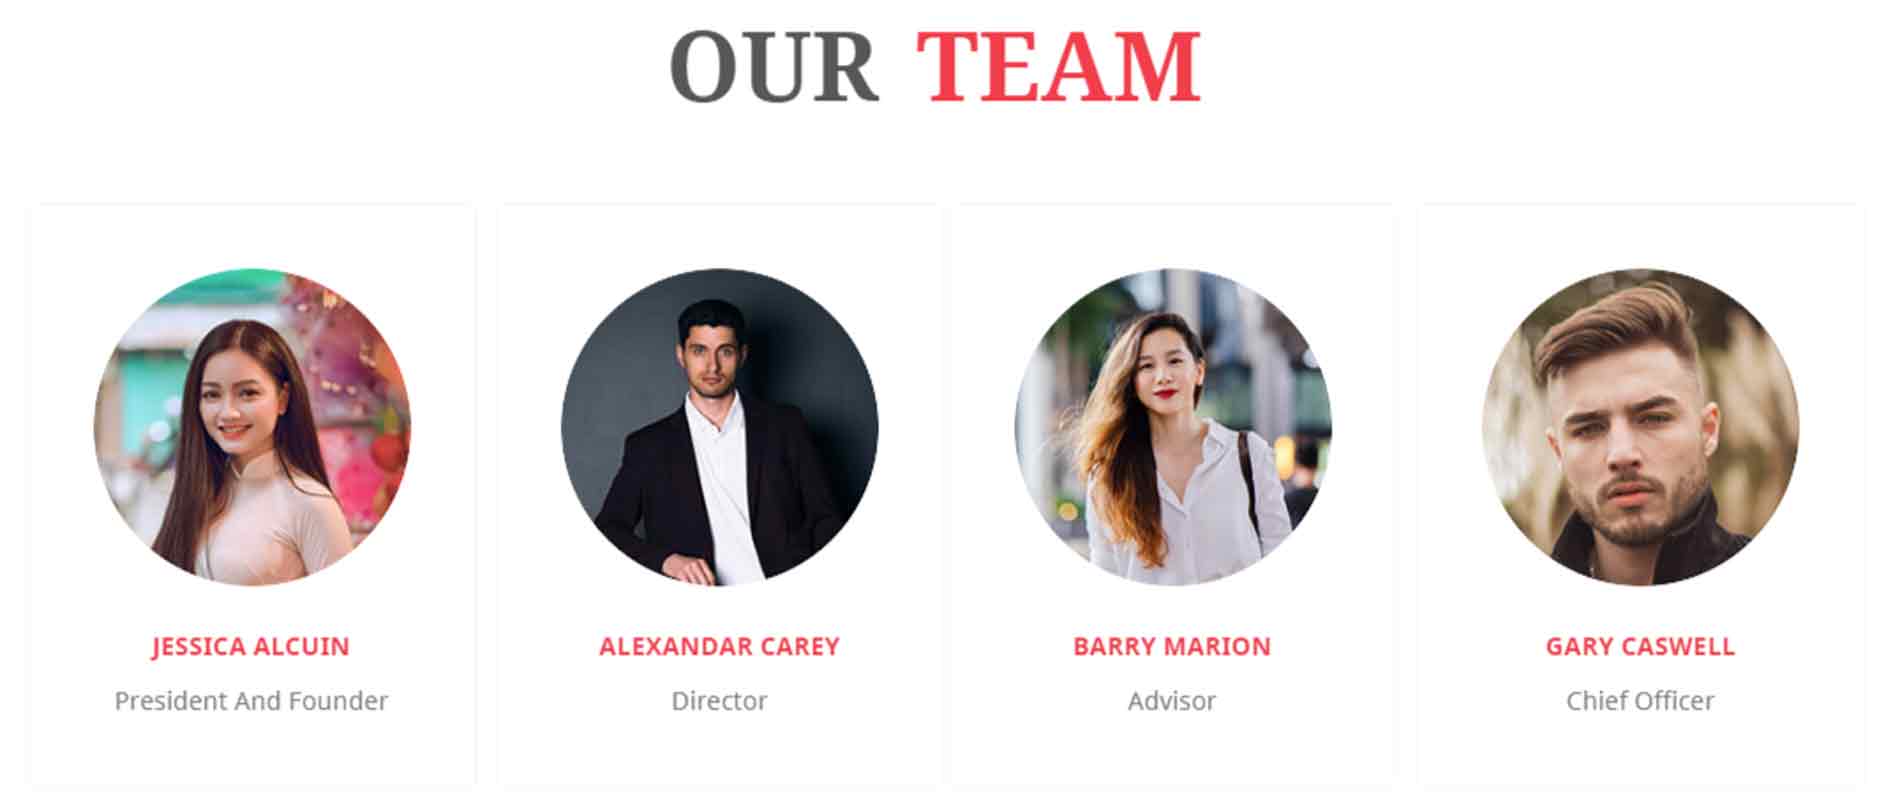 OUR TEAM
JESSICA ALCUIN
President And Founder
ALEXANDAR CAREY
Director
BARRY MARION
Advisor
GARY CASWELL
Chief Officer